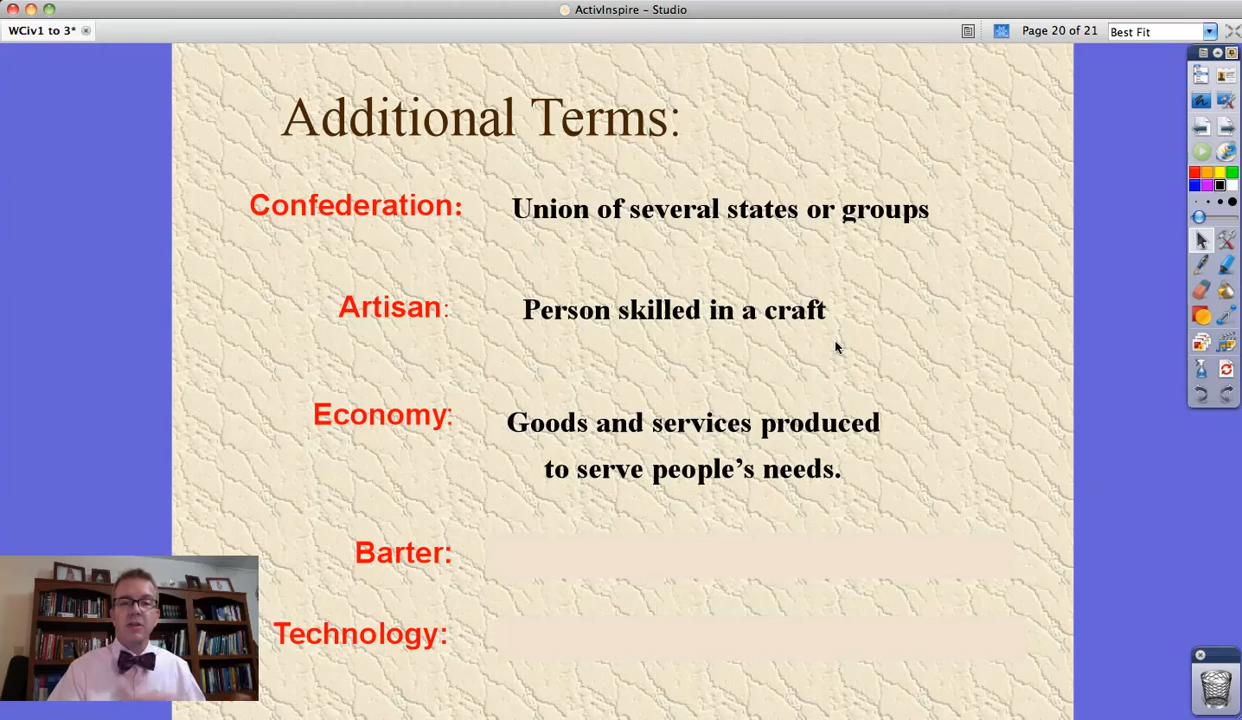 ActivInspire - Studio
WCiv1 to 3*
Page 20 of 21
Best Fit
Additional Terms:
Confederation: Union of several states or groups
Artisan: Person skilled in a craft
Economy: Goods and services produced
to serve people’s needs.
Barter:
Technology: